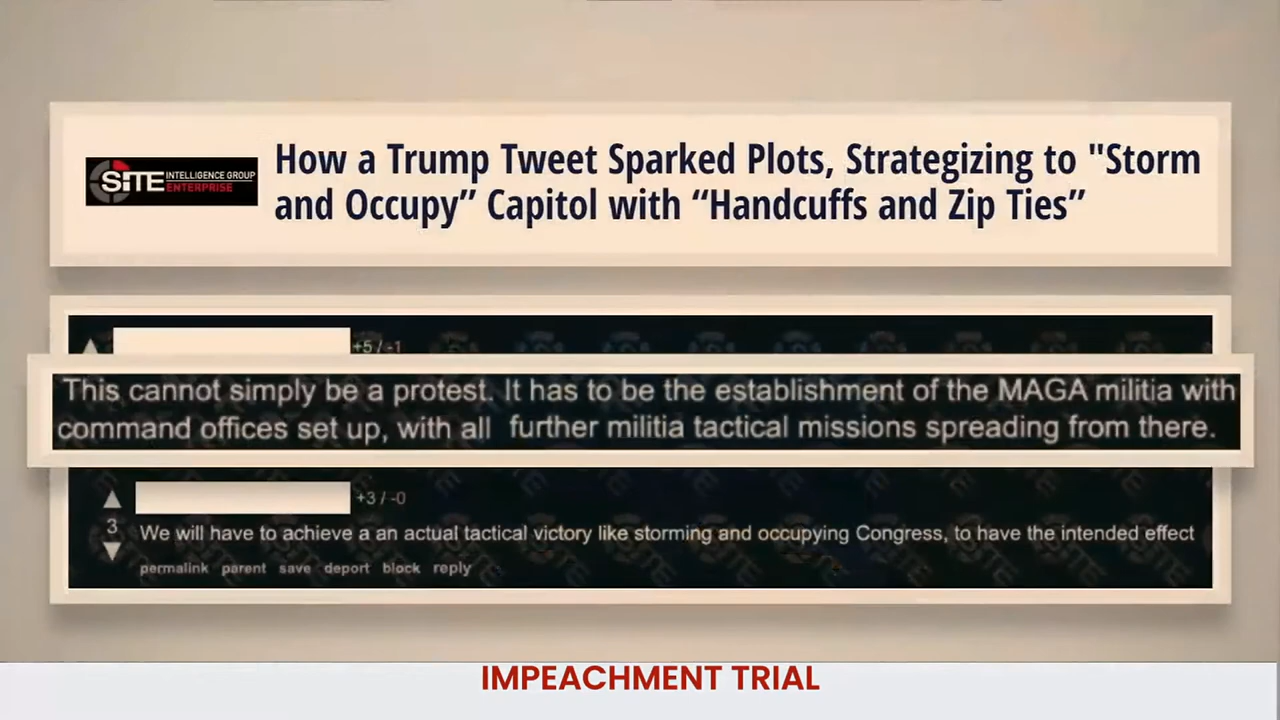 SITE INTELLIGENCE GROUP
ENTERPRISE
How a Trump Tweet Sparked Plots, Strategizing to "Storm
and Occupy” Capitol with “Handcuffs and Zip Ties”
+5 / -1
This cannot simply be a protest. It has to be the establishment of the MAGA militia with
command offices set up, with all further militia tactical missions spreading from there.
+3 / -0
3
We will have to achieve a an actual tactical victory like storming and occupying Congress, to have the intended effect
permalink parent save deport block reply
IMPEACHMENT TRIAL